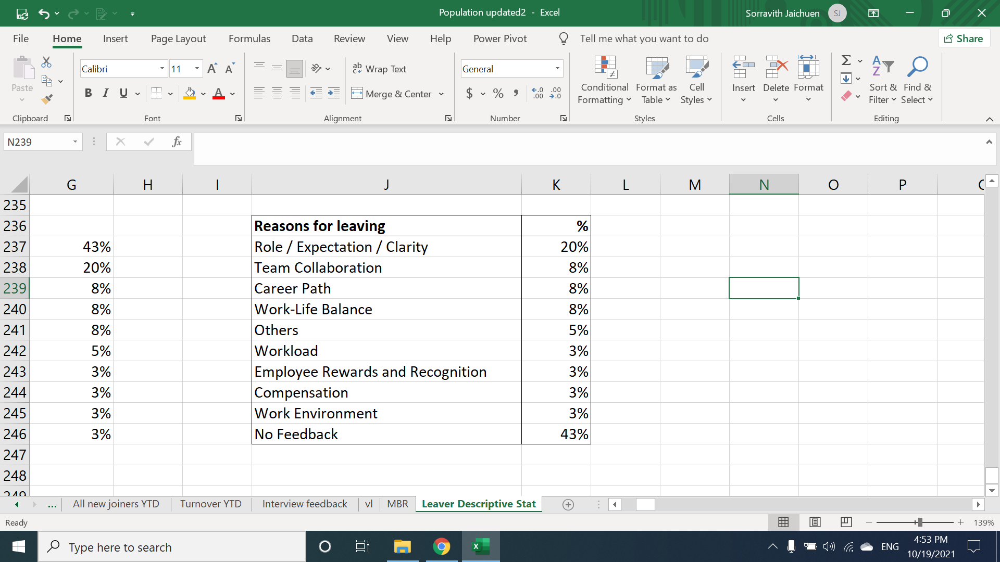 Population updated2 - Excel
Sorravith Jaichuen SJ
File Home Insert Page Layout Formulas Data Review View Help Power Pivot Tell me what you want to do Share
Paste
Clipboard
Calibri 11
B I U A
Font
ab Wrap Text
Merge & Center
Alignment
General
$ % , .00 .0
Number
Conditional Formatting
Format as Table
Cell Styles
Styles
Insert Delete Format
Cells
Sort & Filter
Find & Select
Editing
N239 fx
G H I J K L M N O P
235
236 Reasons for leaving %
237 43% Role / Expectation / Clarity 20%
238 20% Team Collaboration 8%
239 8% Career Path 8%
240 8% Work-Life Balance 8%
241 8% Others 5%
242 5% Workload 3%
243 3% Employee Rewards and Recognition 3%
244 3% Compensation 3%
245 3% Work Environment 3%
246 3% No Feedback 43%
247
248
249
... All new joiners YTD Turnover YTD Interview feedback vl MBR Leaver Descriptive Stat
Ready 139%
Type here to search
ENG 4:53 PM
10/19/2021